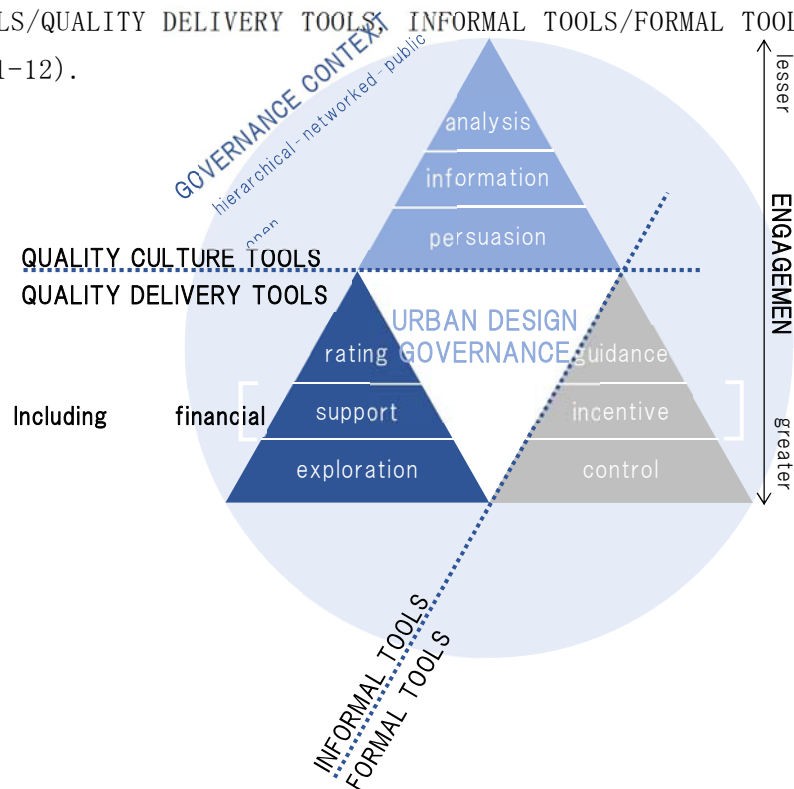 LS/QUALITY DELIVERY TOOLS, INFORMAL TOOLS/FORMAL TOOL
1-12).
GOVERNANCE CONTEXT
hierarchical-networked-public
open
lesser
analysis
information
persuasion
ENGAGEMEN
QUALITY CULTURE TOOLS
QUALITY DELIVERY TOOLS
URBAN DESIGN
GOVERNANCE
rating
guidance
Including financial
support
incentive
exploration
control
greater
INFORMAL TOOLS
FORMAL TOOLS